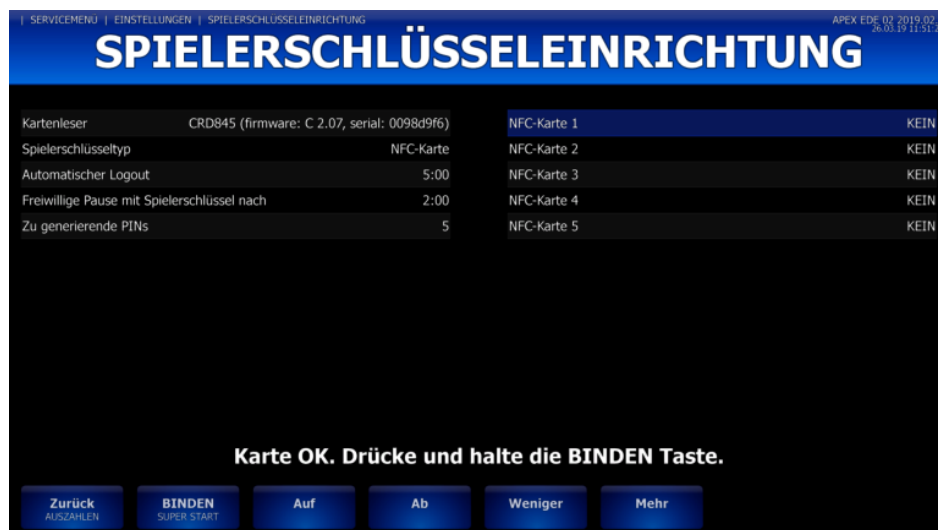 | SERVICEMENU | EINSTELLUNGEN | SPIELERSCHLÜSSELEINRICHTUNG
APEX EDE 02 2019.02.
26.03.19 11:51:2
SPIELERSCHLÜSSELEINRICHTUNG
Kartenleser CRD845 (firmware: C 2.07, serial: 0098d9f6)
Spielerschlüsseltyp NFC-Karte
Automatischer Logout 5:00
Freiwillige Pause mit Spielerschlüssel nach 2:00
Zu generierende PINs 5
NFC-Karte 1 KEIN
NFC-Karte 2 KEIN
NFC-Karte 3 KEIN
NFC-Karte 4 KEIN
NFC-Karte 5 KEIN
Karte OK. Drücke und halte die BINDEN Taste.
Zurück BINDEN Auf Ab Weniger Mehr
AUSZAHLEN SUPER START